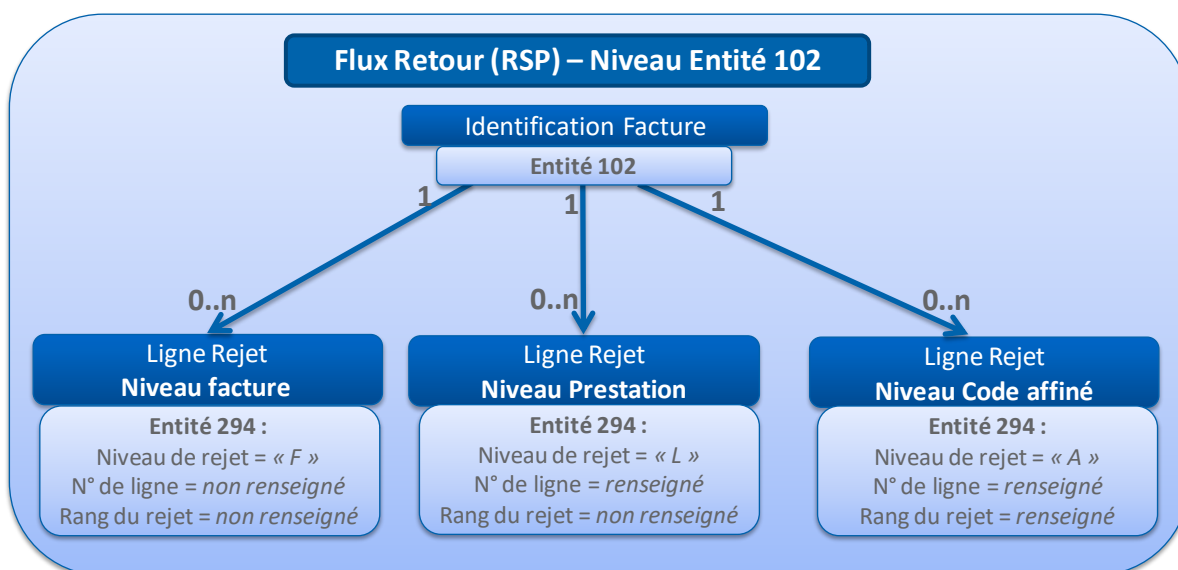 Flux Retour (RSP) – Niveau Entité 102
Identification Facture
Entité 102
1
1
1
0..n
0..n
0..n
Ligne Rejet
Niveau facture
Entité 294 :
Niveau de rejet = « F »
N° de ligne = non renseigné
Rang du rejet = non renseigné
Ligne Rejet
Niveau Prestation
Entité 294 :
Niveau de rejet = « L »
N° de ligne = renseigné
Rang du rejet = non renseigné
Ligne Rejet
Niveau Code affiné
Entité 294 :
Niveau de rejet = « A »
N° de ligne = renseigné
Rang du rejet = renseigné